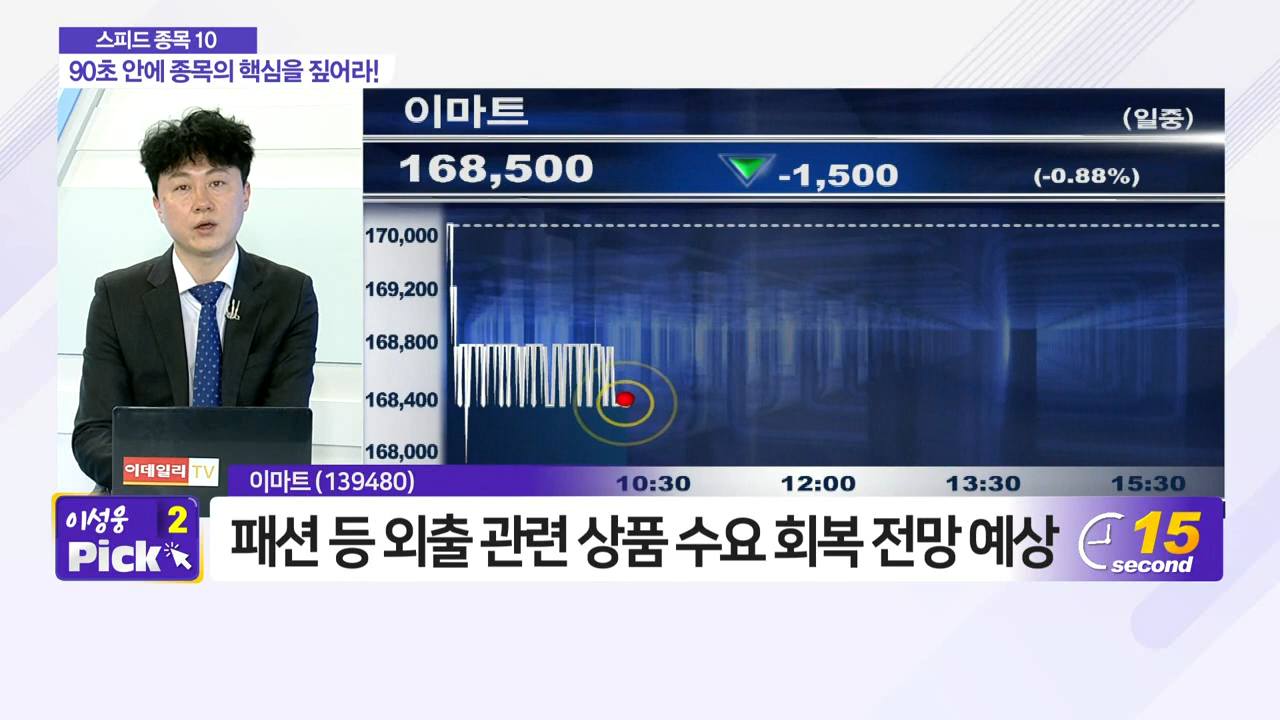 스피드 종목 10
90초 안에 종목의 핵심을 짚어라!
이마트
(일중)
168,500
-1,500
(-0.88%)
170,000
169,200
168,800
168,400
168,000
10:30
12:00
13:30
15:30
이데일리 TV
이마트 (139480)
이성웅 2
Pick
패션 등 외출 관련 상품 수요 회복 전망 예상
15
second